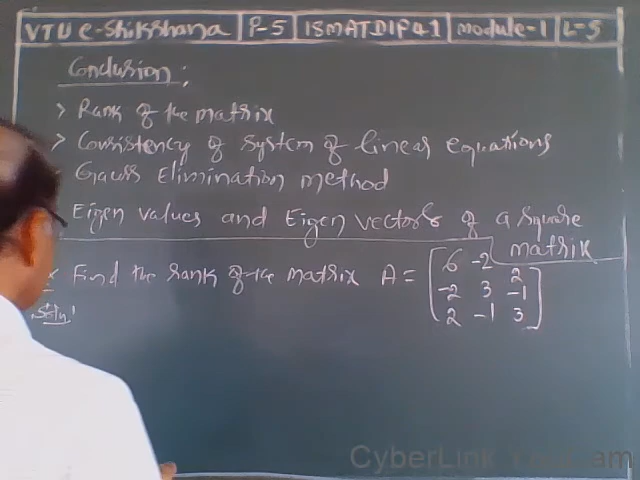 VTU e-Shikshana P-5 18MATDIP41 Module-1 L-5
Conclusion:
> Rank of the matrix
> Consistency of system of linear equations
Gauss Elimination method
Eigen values and Eigen vectors of a square matrix
Find the rank of the matrix A = [6 -2 2
-2 3 -1
2 -1 3]
Soln:
CyberLink YouCam